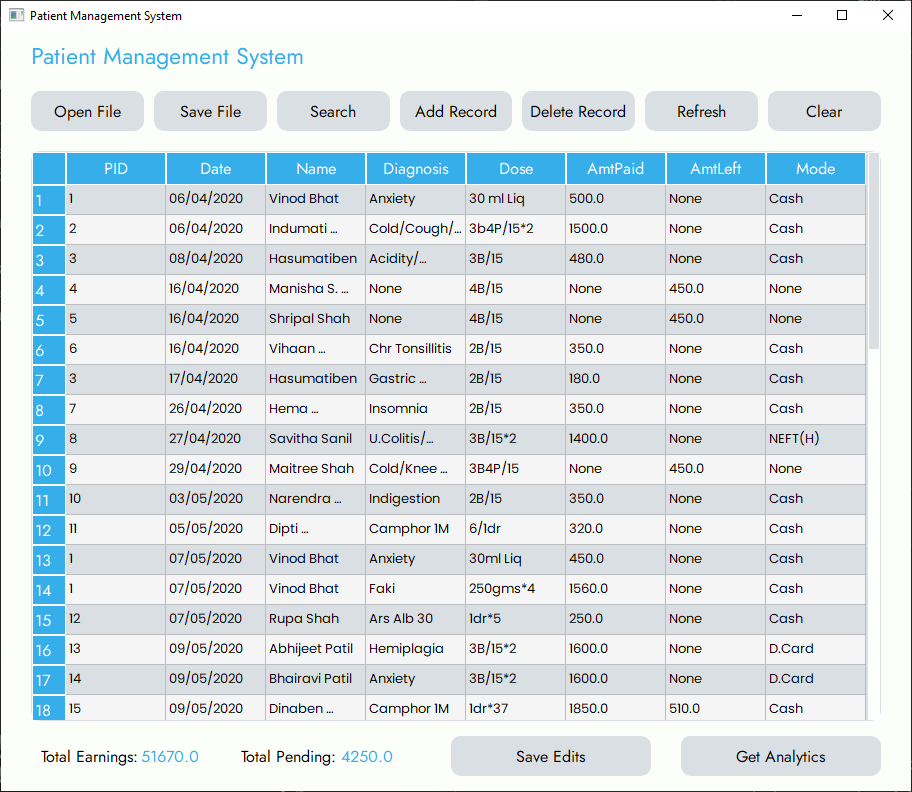 Patient Management System
Patient Management System
Open File Save File Search Add Record Delete Record Refresh Clear
PID Date Name Diagnosis Dose AmtPaid AmtLeft Mode
1 1 06/04/2020 Vinod Bhat Anxiety 30 ml Liq 500.0 None Cash
2 2 06/04/2020 Indumati ... Cold/Cough/... 3b4P/15*2 1500.0 None Cash
3 3 08/04/2020 Hasumatiben Acidity/... 3B/15 480.0 None Cash
4 4 16/04/2020 Manisha S. ... None 4B/15 None 450.0 None
5 5 16/04/2020 Shripal Shah None 4B/15 None 450.0 None
6 6 16/04/2020 Vihaan ... Chr Tonsillitis 2B/15 350.0 None Cash
7 3 17/04/2020 Hasumatiben Gastric ... 2B/15 180.0 None Cash
8 7 26/04/2020 Hema ... Insomnia 2B/15 350.0 None Cash
9 8 27/04/2020 Savitha Sanil U.Colitis/... 3B/15*2 1400.0 None NEFT(H)
10 9 29/04/2020 Maitree Shah Cold/Knee ... 3B4P/15 None 450.0 None
11 10 03/05/2020 Narendra ... Indigestion 2B/15 350.0 None Cash
12 11 05/05/2020 Dipti ... Camphor 1M 6/1dr 320.0 None Cash
13 1 07/05/2020 Vinod Bhat Anxiety 30ml Liq 450.0 None Cash
14 1 07/05/2020 Vinod Bhat Faki 250gms*4 1560.0 None Cash
15 12 07/05/2020 Rupa Shah Ars Alb 30 1dr*5 250.0 None Cash
16 13 09/05/2020 Abhijeet Patil Hemiplagia 3B/15*2 1600.0 None D.Card
17 14 09/05/2020 Bhairavi Patil Anxiety 3B/15*2 1600.0 None D.Card
18 15 09/05/2020 Dinaben ... Camphor 1M 1dr*37 1850.0 510.0 Cash
Total Earnings: 51670.0 Total Pending: 4250.0 Save Edits Get Analytics